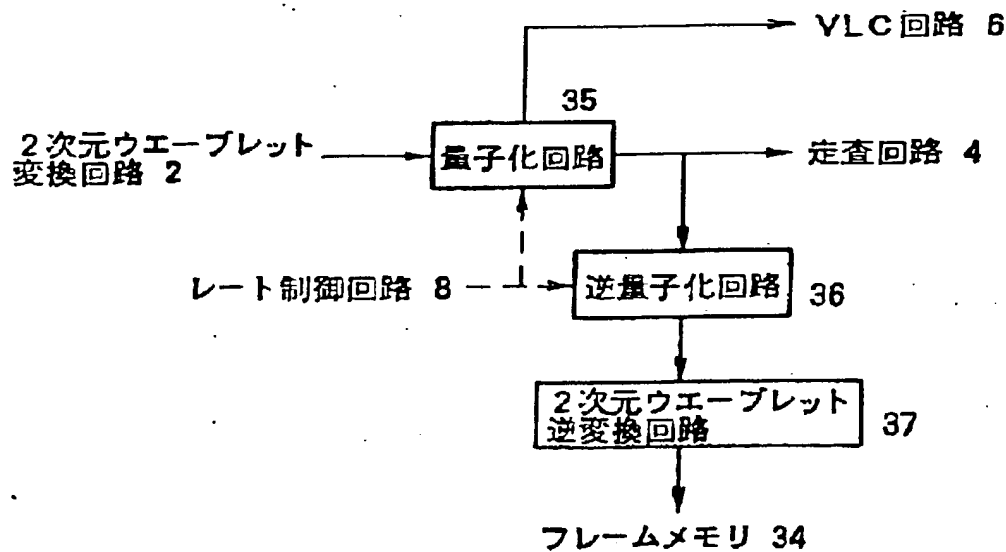 VLC回路 6
35
2次元ウエーブレット
変換回路 2
量子化回路
走査回路 4
レート制御回路 8
逆量子化回路
36
2次元ウエーブレット
逆変換回路
37
フレームメモリ 34